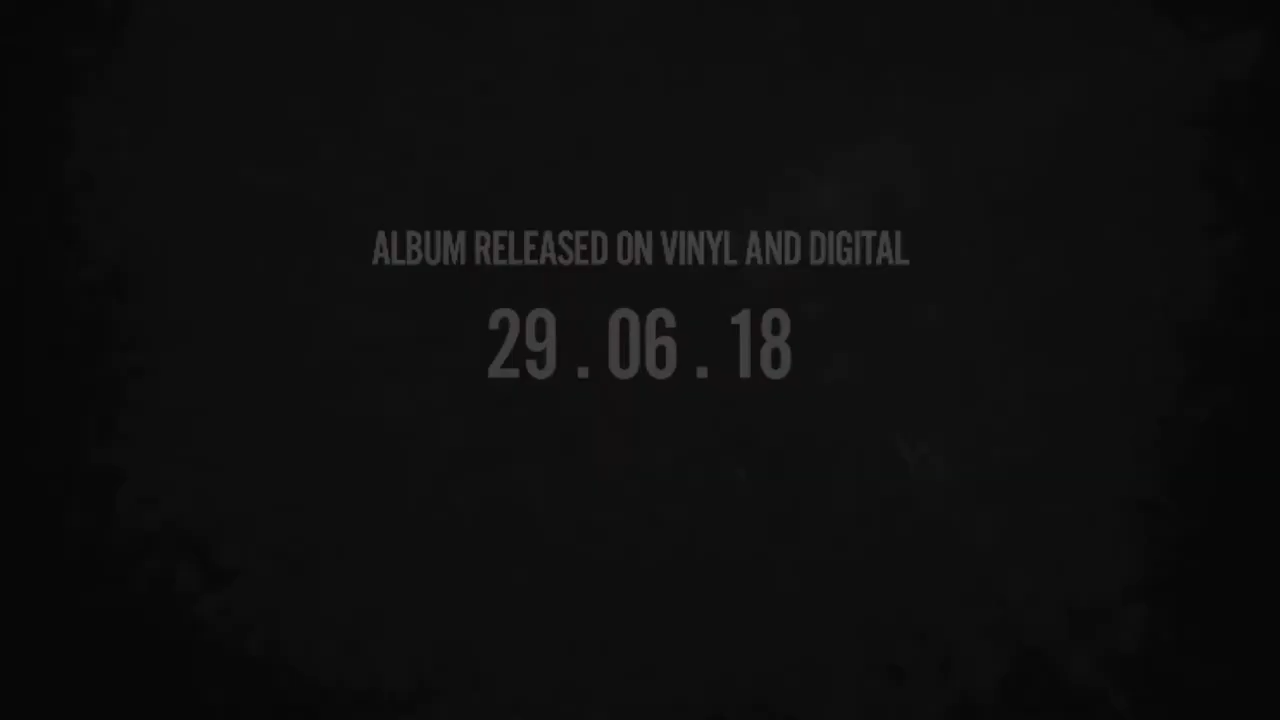 ALBUM RELEASED ON VINYL AND DIGITAL
29 . 06 . 18